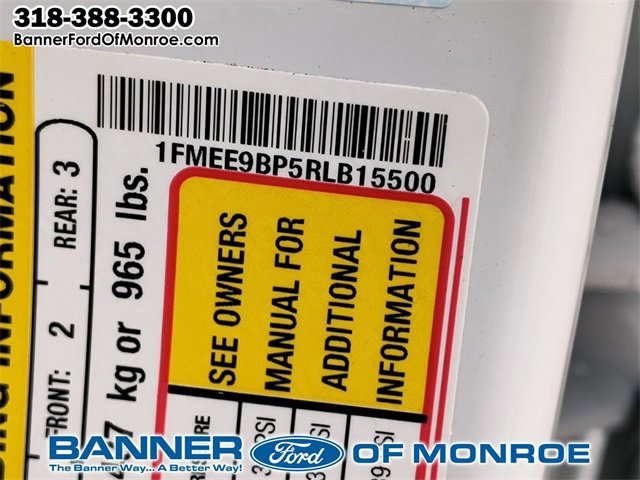 318-388-3300
BannerFordOfMonroe.com
1FMEE9BP5RLB15500
REAR: 3
FRONT: 2
kg or 965 lbs.
SEE OWNERS
MANUAL FOR
ADDITIONAL
INFORMATION
BANNER Ford OF MONROE
The Banner Way... A Better Way!